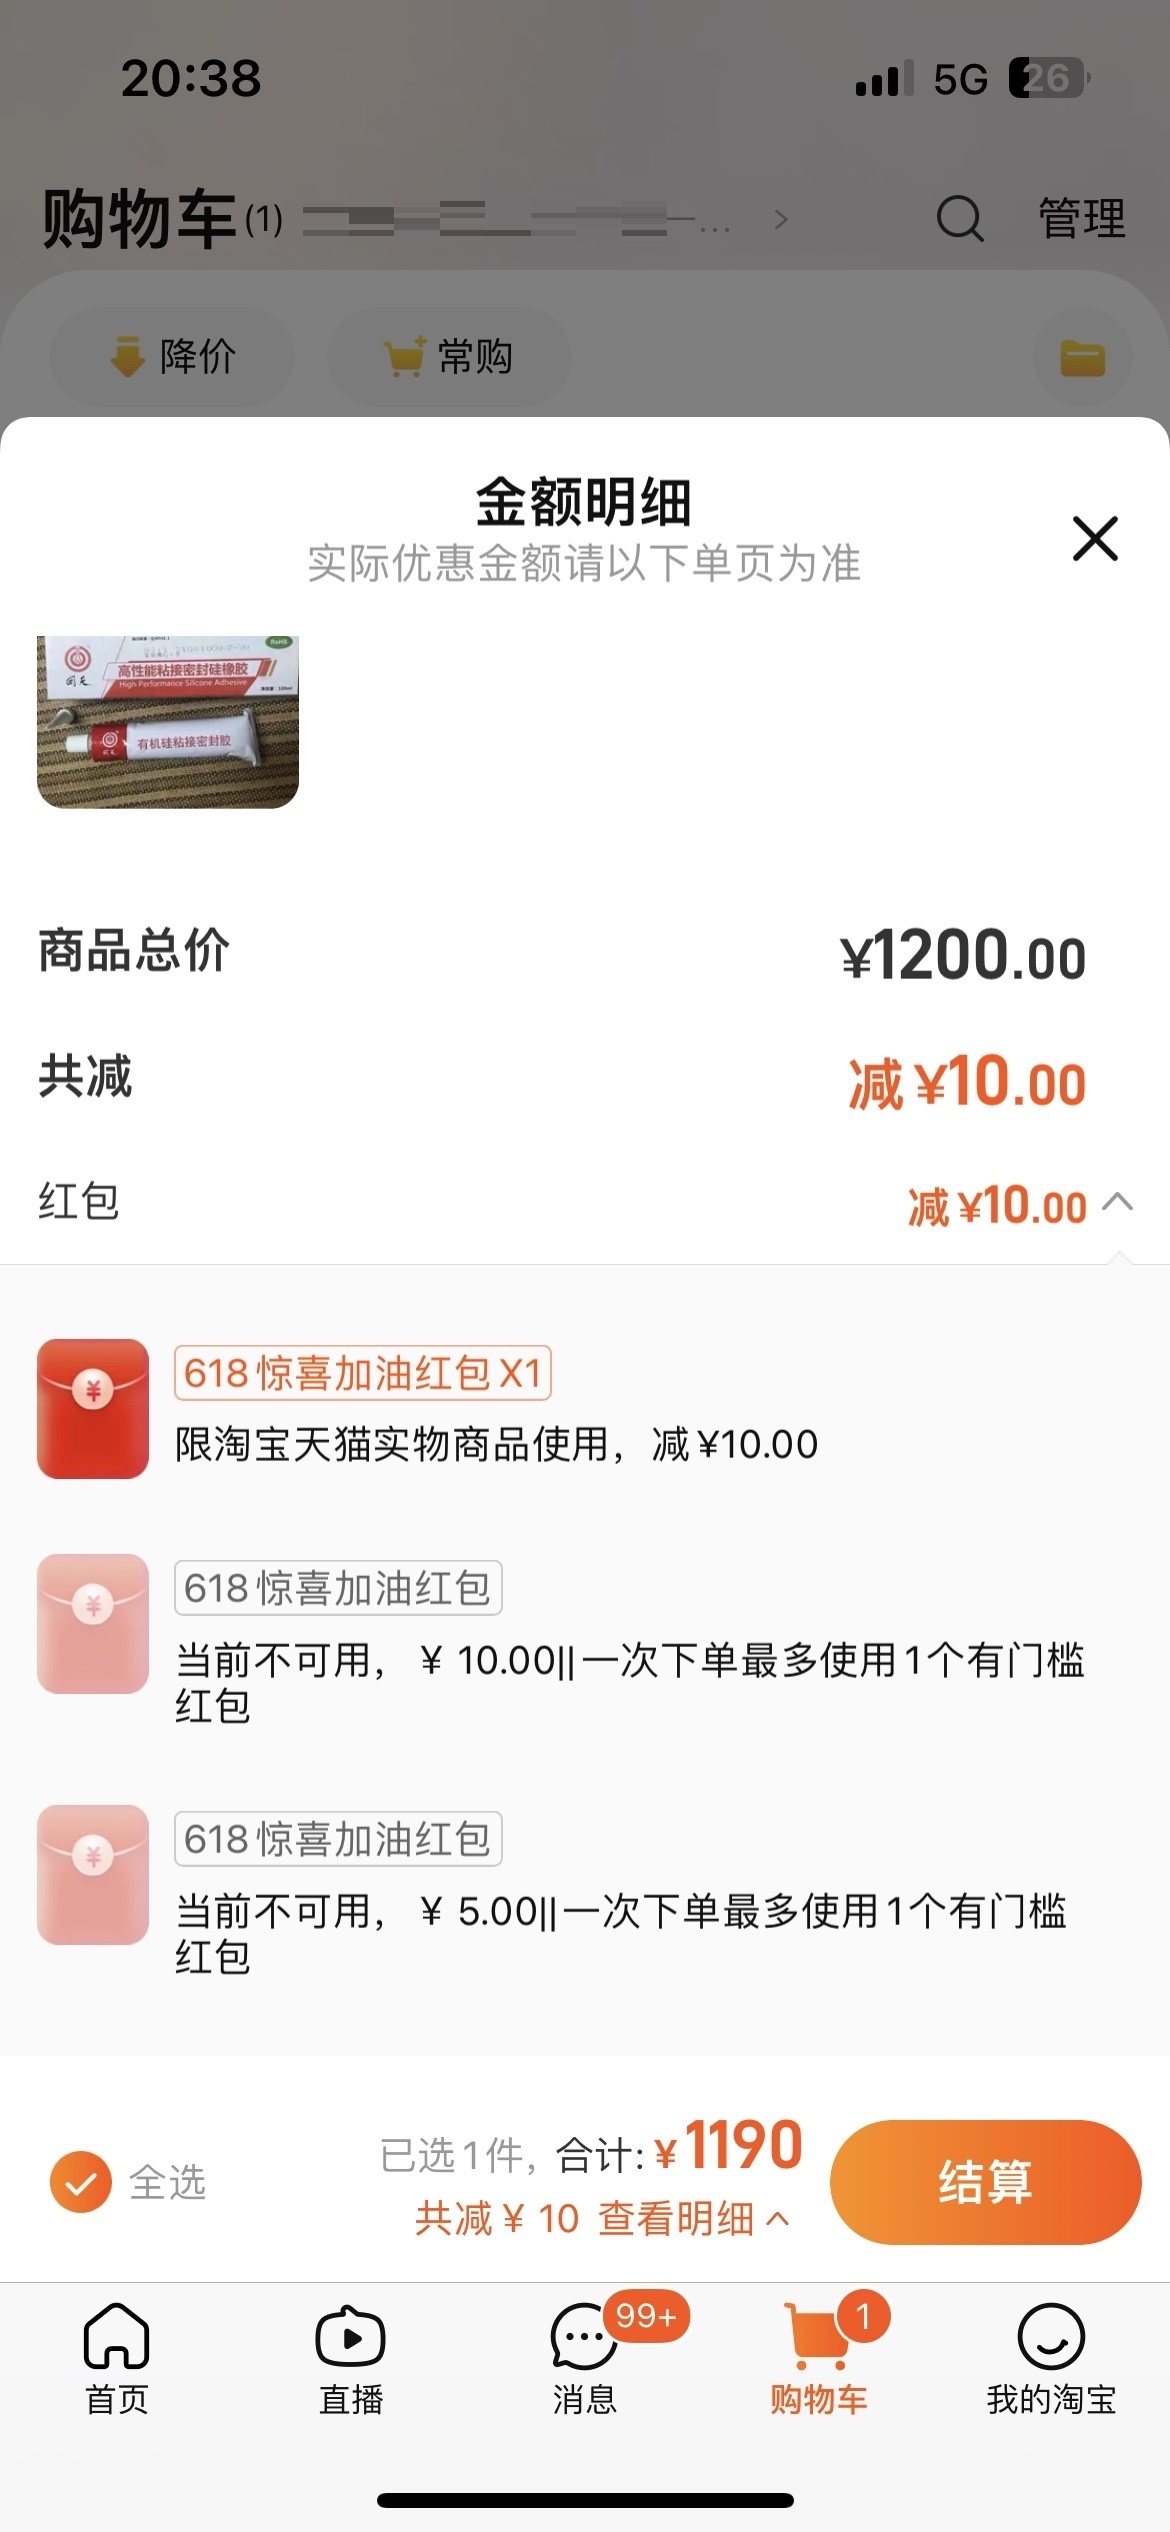 20:38
5G 26
购物车(1)
...
管理
降价
常购
金额明细
实际优惠金额请以下单页为准
RoHS
回天
高性能粘接密封硅橡胶
High Performance Silicone Adhesive
回天
有机硅粘接密封胶
商品总价
¥1200.00
共减
减 ¥10.00
红包
减 ¥10.00
618惊喜加油红包X1
限淘宝天猫实物商品使用，减¥10.00
618惊喜加油红包
当前不可用，¥ 10.00||一次下单最多使用1个有门槛
红包
618惊喜加油红包
当前不可用，¥ 5.00||一次下单最多使用1个有门槛
红包
全选
已选1件，合计:¥1190
共减¥ 10 查看明细
结算
99+
1
首页
直播
消息
购物车
我的淘宝